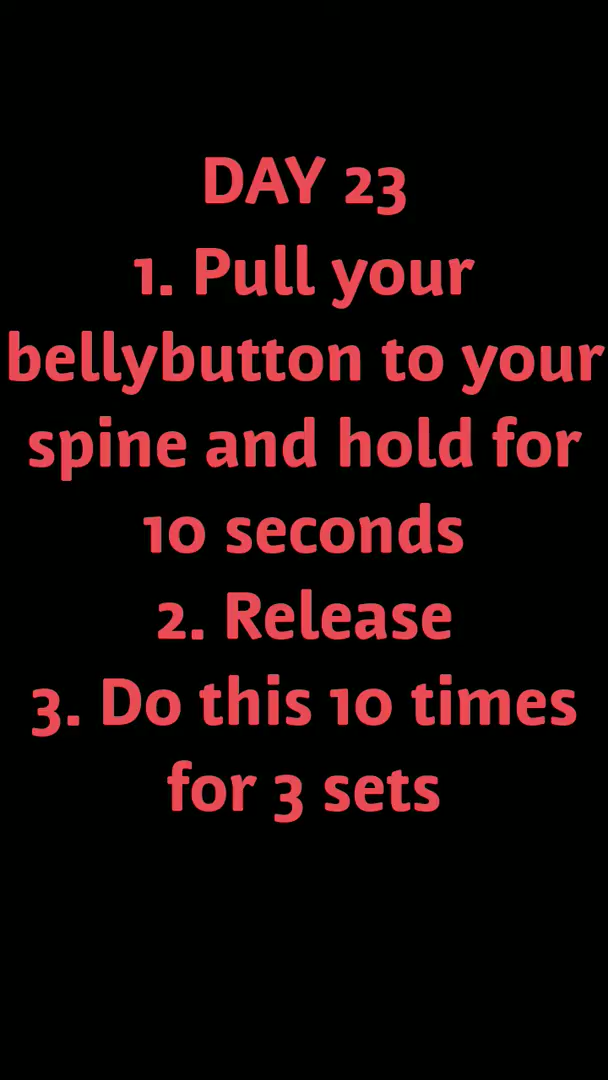 DAY 23
1. Pull your
bellybutton to your
spine and hold for
10 seconds
2. Release
3. Do this 10 times
for 3 sets